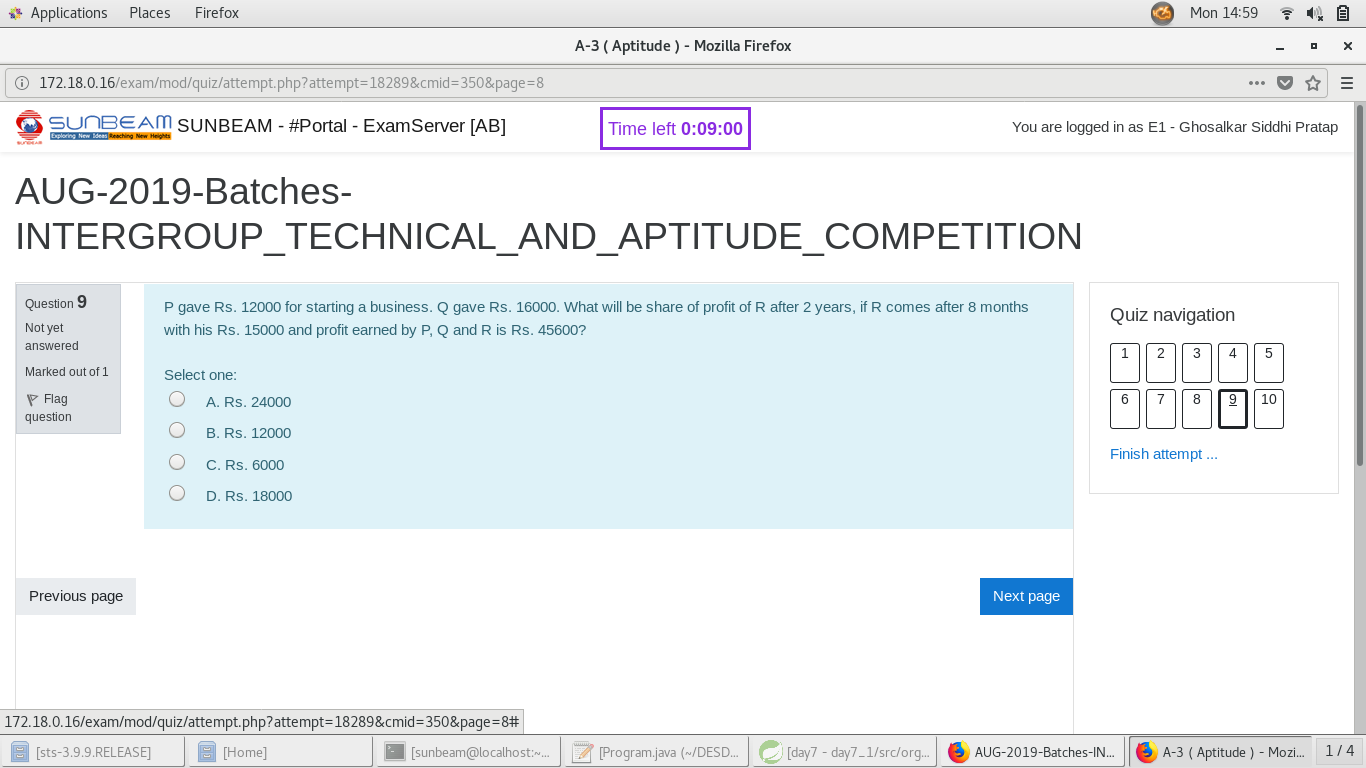 Applications Places Firefox Mon 14:59
A-3 ( Aptitude ) - Mozilla Firefox
172.18.0.16/exam/mod/quiz/attempt.php?attempt=18289&cmid=350&page=8
SUNBEAM Exploring New Ideas Reaching New Heights SUNBEAM - #Portal - ExamServer [AB] Time left 0:09:00 You are logged in as E1 - Ghosalkar Siddhi Pratap
AUG-2019-Batches-
INTERGROUP_TECHNICAL_AND_APTITUDE_COMPETITION
Question 9
Not yet
answered
Marked out of 1
Flag
question
P gave Rs. 12000 for starting a business. Q gave Rs. 16000. What will be share of profit of R after 2 years, if R comes after 8 months
with his Rs. 15000 and profit earned by P, Q and R is Rs. 45600?
Select one:
A. Rs. 24000
B. Rs. 12000
C. Rs. 6000
D. Rs. 18000
Previous page Next page
Quiz navigation
1 2 3 4 5
6 7 8 9 10
Finish attempt ...
172.18.0.16/exam/mod/quiz/attempt.php?attempt=18289&cmid=350&page=8#
[sts-3.9.9.RELEASE] [Home] [sunbeam@localhost:~... [Program.java (~/DESD... [day7 - day7_1/src/org... AUG-2019-Batches-IN... A-3 ( Aptitude ) - Mozi... 1 / 4